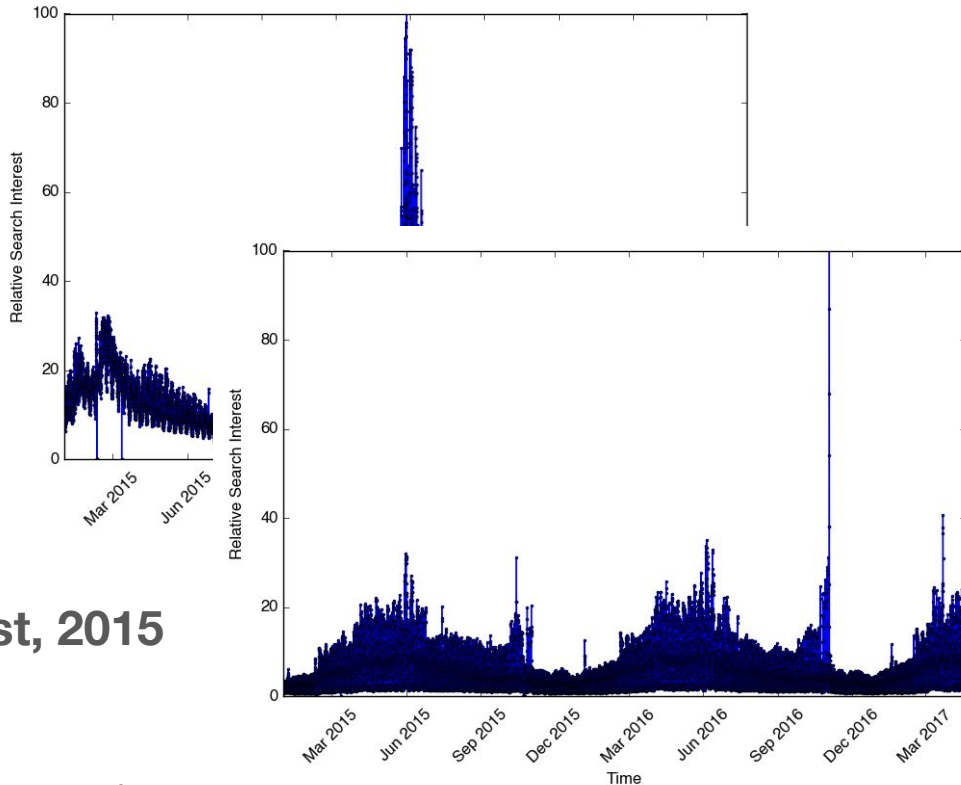 100
80
60
40
20
0
Relative Search Interest
Mar 2015
Jun 2015
100
80
60
40
20
0
Relative Search Interest
Mar 2015
Jun 2015
Sep 2015
Dec 2015
Mar 2016
Jun 2016
Sep 2016
Dec 2016
Mar 2017
Time
st, 2015